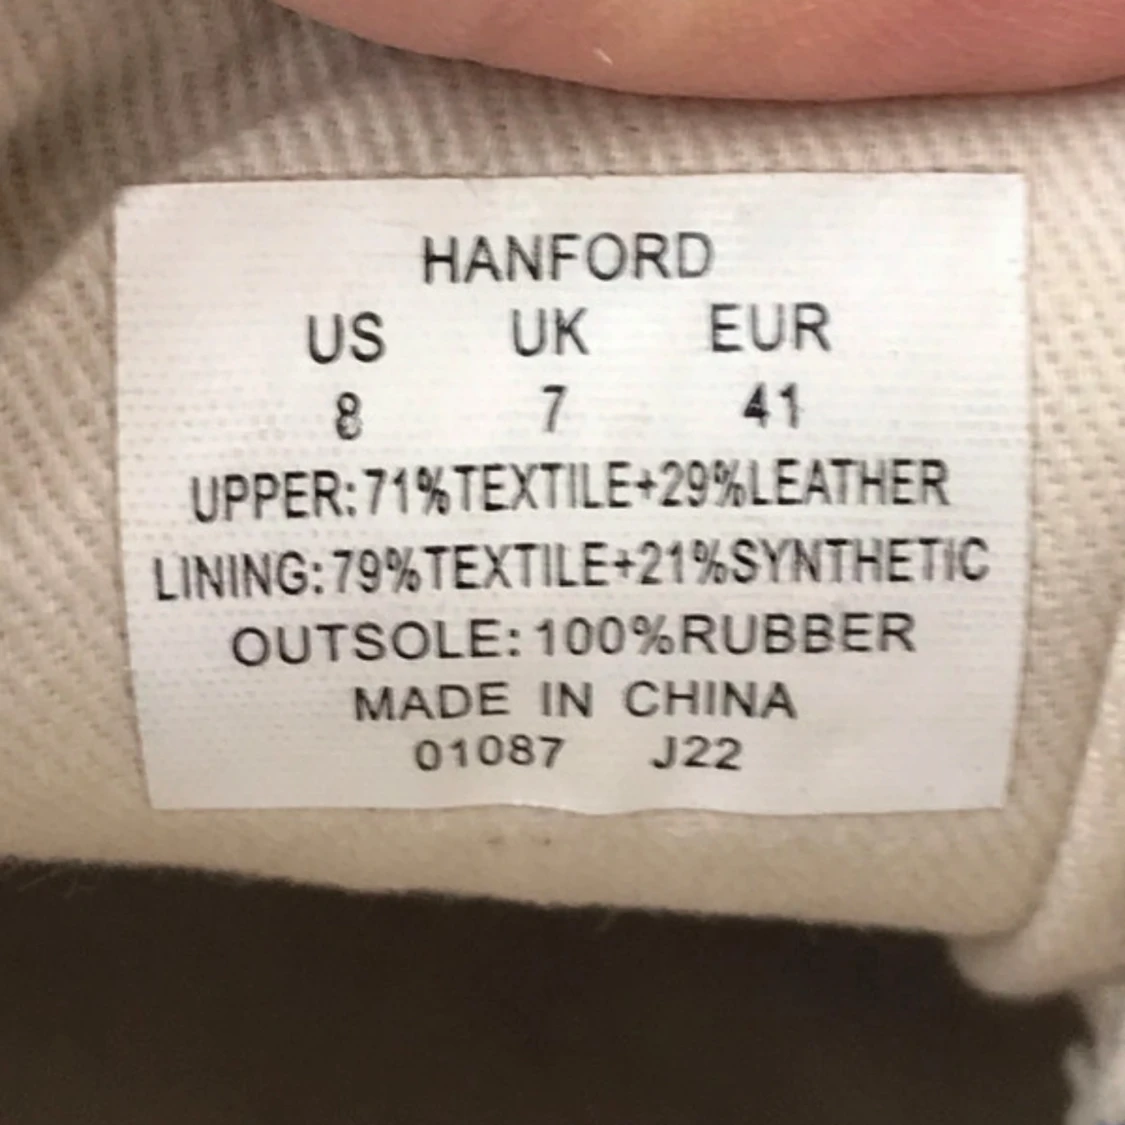 HANFORD
US UK EUR
8 7 41
UPPER:71%TEXTILE+29%LEATHER
LINING:79%TEXTILE+21%SYNTHETIC
OUTSOLE:100%RUBBER
MADE IN CHINA
01087 J22